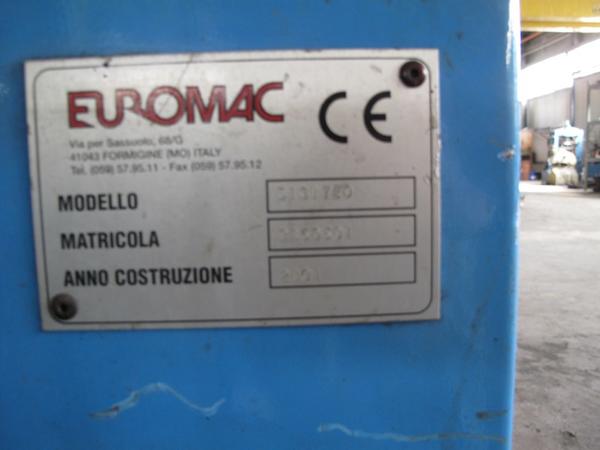 EUROMAC
CE
Via per Sassuolo, 68/G
41043 FORMIGINE (MO) ITALY
Tel. (059) 57.95.11 - Fax (059) 57.95.12
MODELLO
MATRICOLA
ANNO COSTRUZIONE 2001